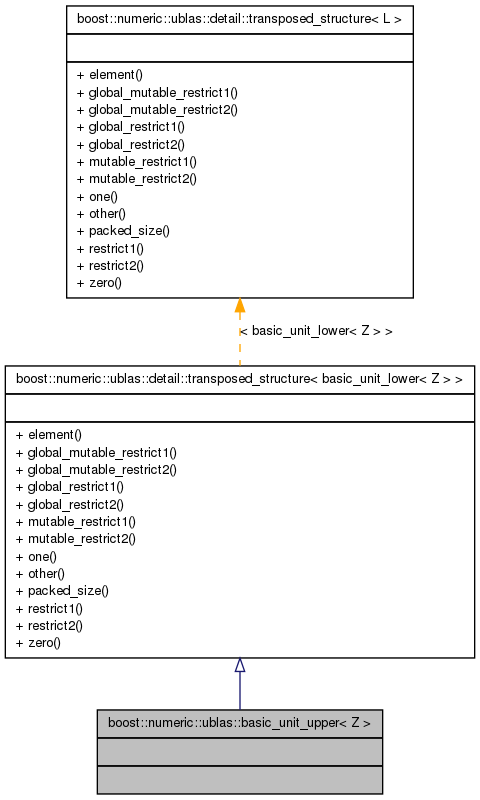 boost::numeric::ublas::detail::transposed_structure< L >
+ element()
+ global_mutable_restrict1()
+ global_mutable_restrict2()
+ global_restrict1()
+ global_restrict2()
+ mutable_restrict1()
+ mutable_restrict2()
+ one()
+ other()
+ packed_size()
+ restrict1()
+ restrict2()
+ zero()
< basic_unit_lower< Z > >
boost::numeric::ublas::detail::transposed_structure< basic_unit_lower< Z > >
+ element()
+ global_mutable_restrict1()
+ global_mutable_restrict2()
+ global_restrict1()
+ global_restrict2()
+ mutable_restrict1()
+ mutable_restrict2()
+ one()
+ other()
+ packed_size()
+ restrict1()
+ restrict2()
+ zero()
boost::numeric::ublas::basic_unit_upper< Z >